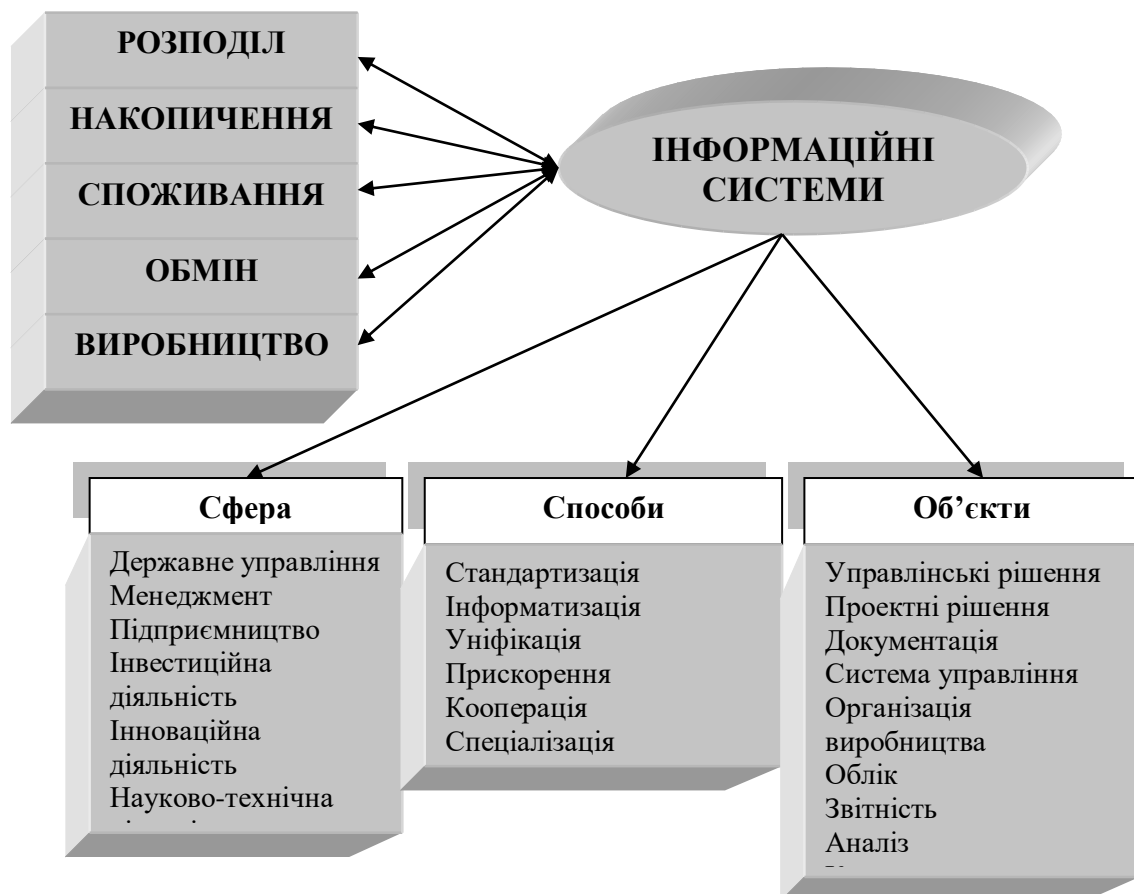 РОЗПОДІЛ
НАКОПИЧЕННЯ
СПОЖИВАННЯ
ОБМІН
ВИРОБНИЦТВО
ІНФОРМАЦІЙНІ
СИСТЕМИ
Сфера
Державне управління
Менеджмент
Підприємництво
Інвестиційна
діяльність
Інноваційна
діяльність
Науково-технічна
Способи
Стандартизація
Інформатизація
Уніфікація
Прискорення
Кооперація
Спеціалізація
Об’єкти
Управлінські рішення
Проектні рішення
Документація
Система управління
Організація
виробництва
Облік
Звітність
Аналіз